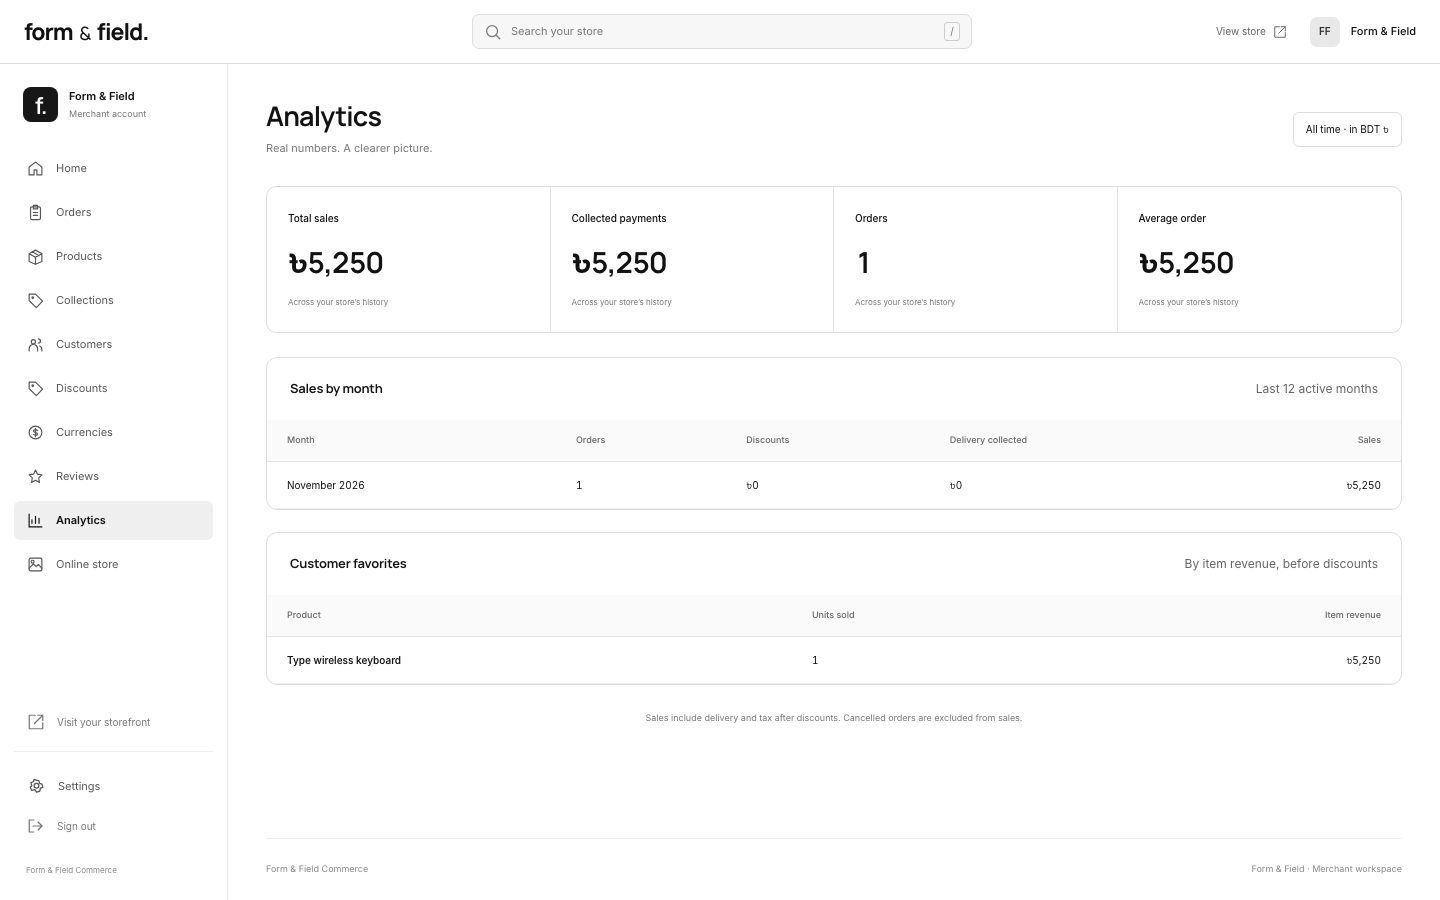 form & field.
Search your store
/
View store
FF
Form & Field
f.
Form & Field
Merchant account
Home
Orders
Products
Collections
Customers
Discounts
Currencies
Reviews
Analytics
Online store
Visit your storefront
Settings
Sign out
Form & Field Commerce
Analytics
Real numbers. A clearer picture.
All time · in BDT ৳
Total sales
৳5,250
Across your store's history
Collected payments
৳5,250
Across your store's history
Orders
1
Across your store's history
Average order
৳5,250
Across your store's history
Sales by month
Last 12 active months
Month Orders Discounts Delivery collected Sales
November 2026 1 ৳0 ৳0 ৳5,250
Customer favorites
By item revenue, before discounts
Product Units sold Item revenue
Type wireless keyboard 1 ৳5,250
Sales include delivery and tax after discounts. Cancelled orders are excluded from sales.
Form & Field Commerce
Form & Field · Merchant workspace